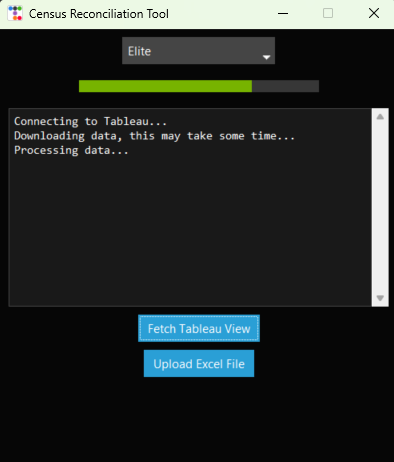 Census Reconciliation Tool
Elite
Connecting to Tableau...
Downloading data, this may take some time...
Processing data...
Fetch Tableau View
Upload Excel File